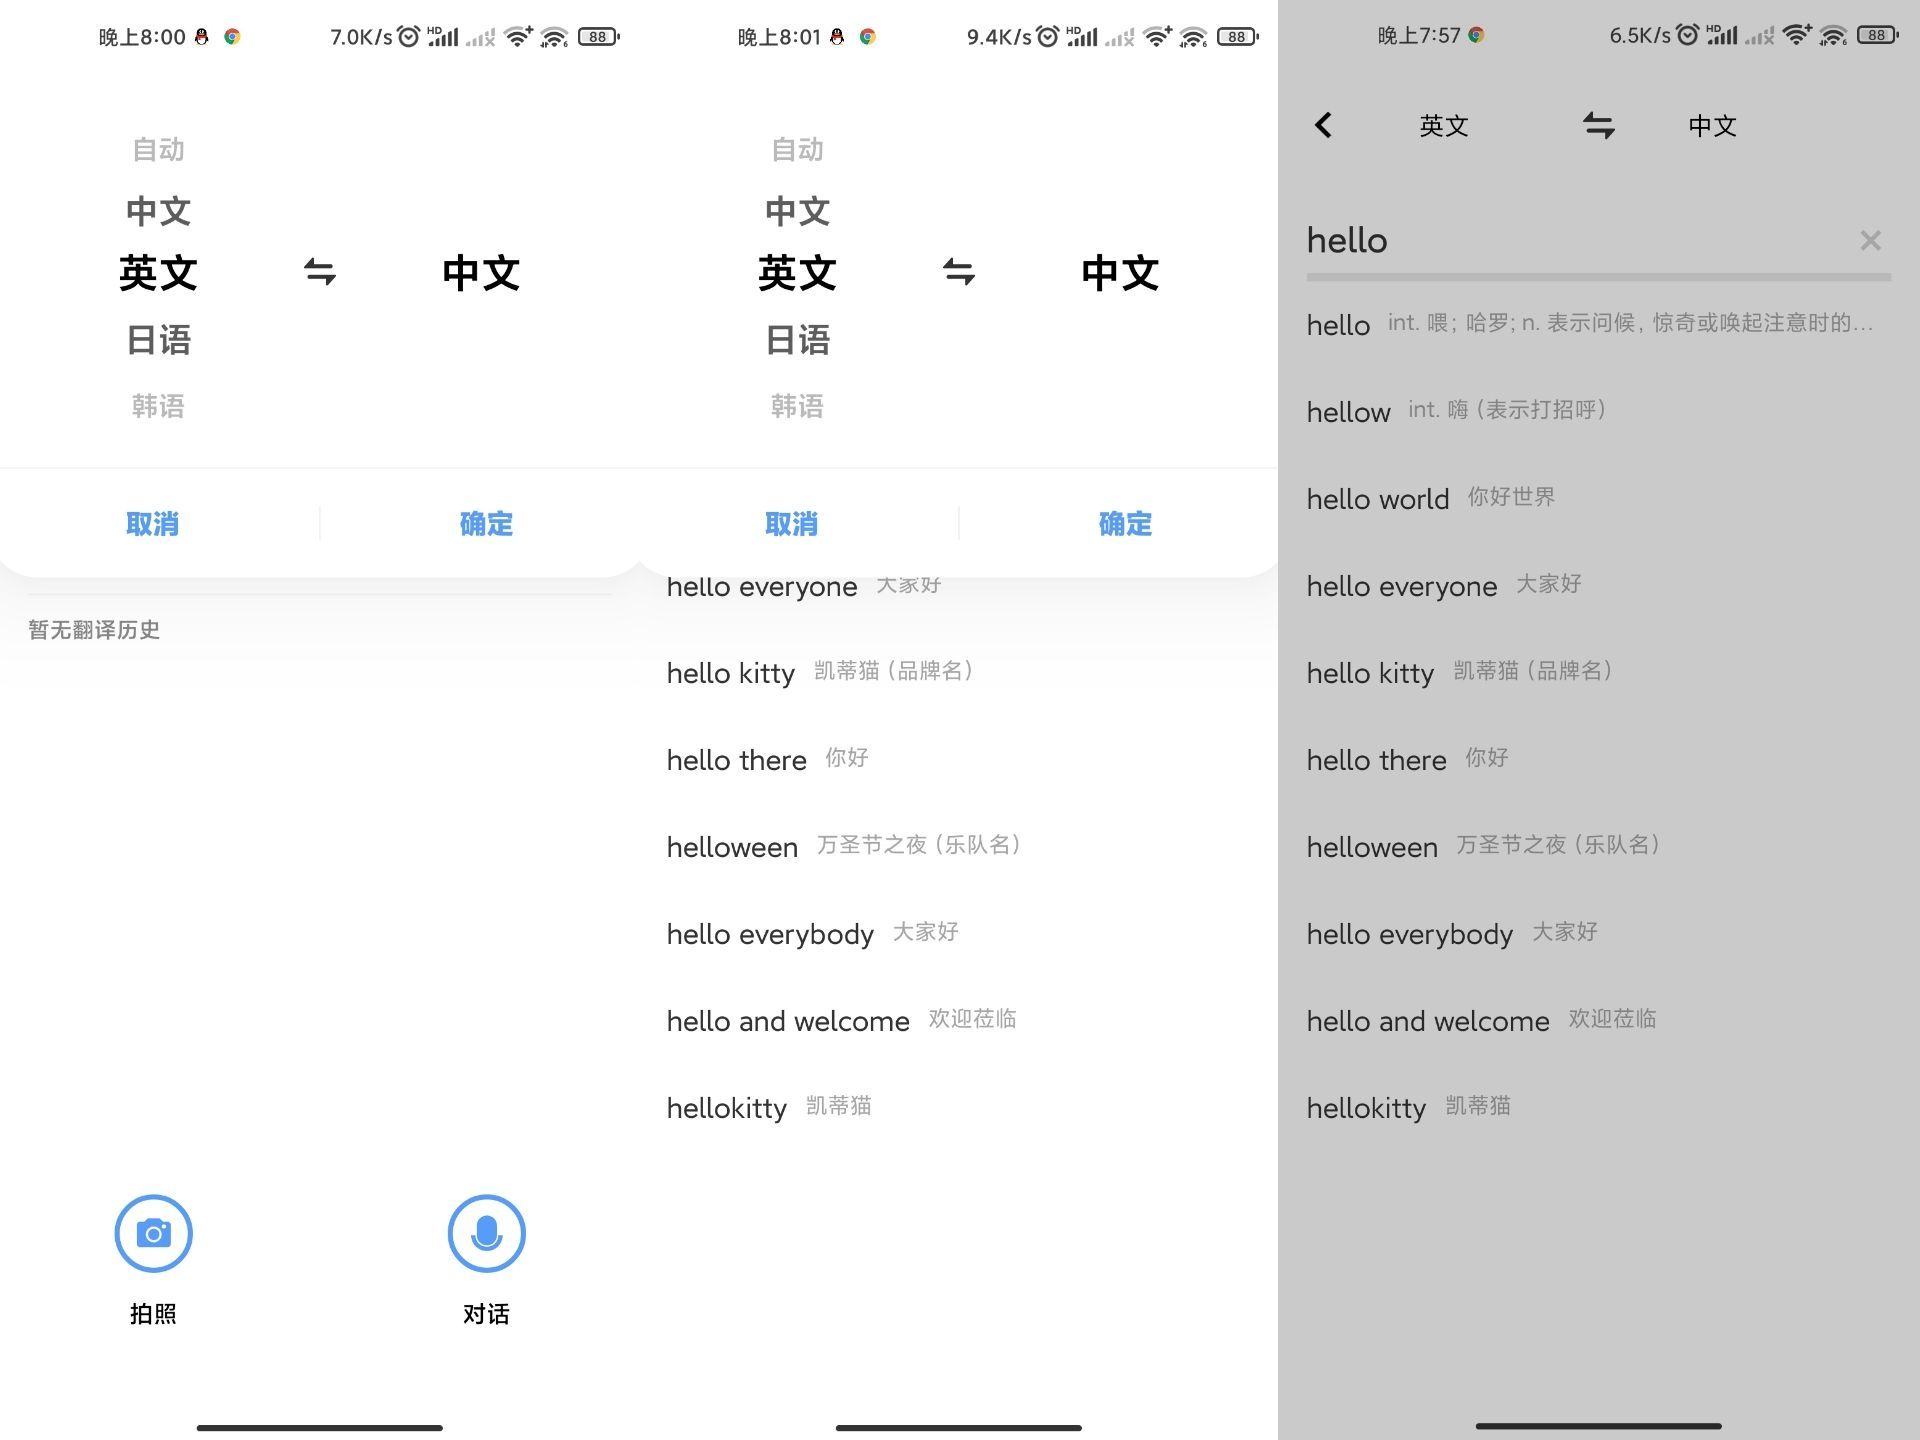 晚上8:00 7.0K/s HD 6 88
自动
中文
英文 中文
日语
韩语
取消 确定
暂无翻译历史
拍照 对话
晚上8:01 9.4K/s HD 6 88
自动
中文
英文 中文
日语
韩语
取消 确定
hello everyone 大家好
hello kitty 凯蒂猫（品牌名）
hello there 你好
helloween 万圣节之夜（乐队名）
hello everybody 大家好
hello and welcome 欢迎莅临
hellokitty 凯蒂猫
晚上7:57 6.5K/s HD 6 88
英文 中文
hello
hello int. 喂；哈罗; n. 表示问候，惊奇或唤起注意时的...
hellow int. 嗨（表示打招呼）
hello world 你好世界
hello everyone 大家好
hello kitty 凯蒂猫（品牌名）
hello there 你好
helloween 万圣节之夜（乐队名）
hello everybody 大家好
hello and welcome 欢迎莅临
hellokitty 凯蒂猫